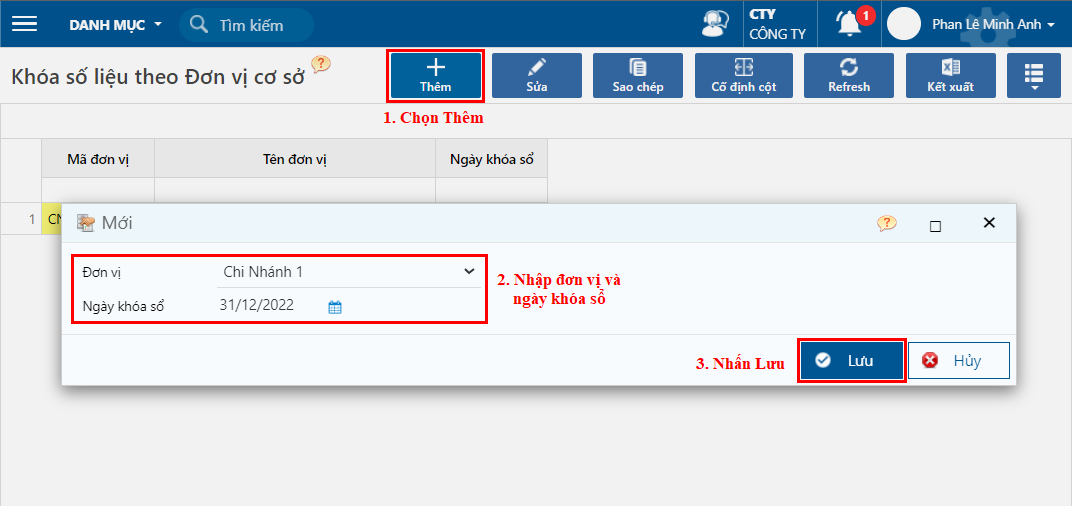 DANH MỤC
Tìm kiếm
CTY
CÔNG TY
1
Phan Lê Minh Anh
Khóa số liệu theo Đơn vị cơ sở
?
Thêm
Sửa
Sao chép
Cố định cột
Refresh
Kết xuất
1. Chọn Thêm
Mã đơn vị
Tên đơn vị
Ngày khóa sổ
1
Mới
?
Đơn vị
Chi Nhánh 1
Ngày khóa sổ
31/12/2022
2. Nhập đơn vị và
ngày khóa sổ
3. Nhấn Lưu
Lưu
Hủy